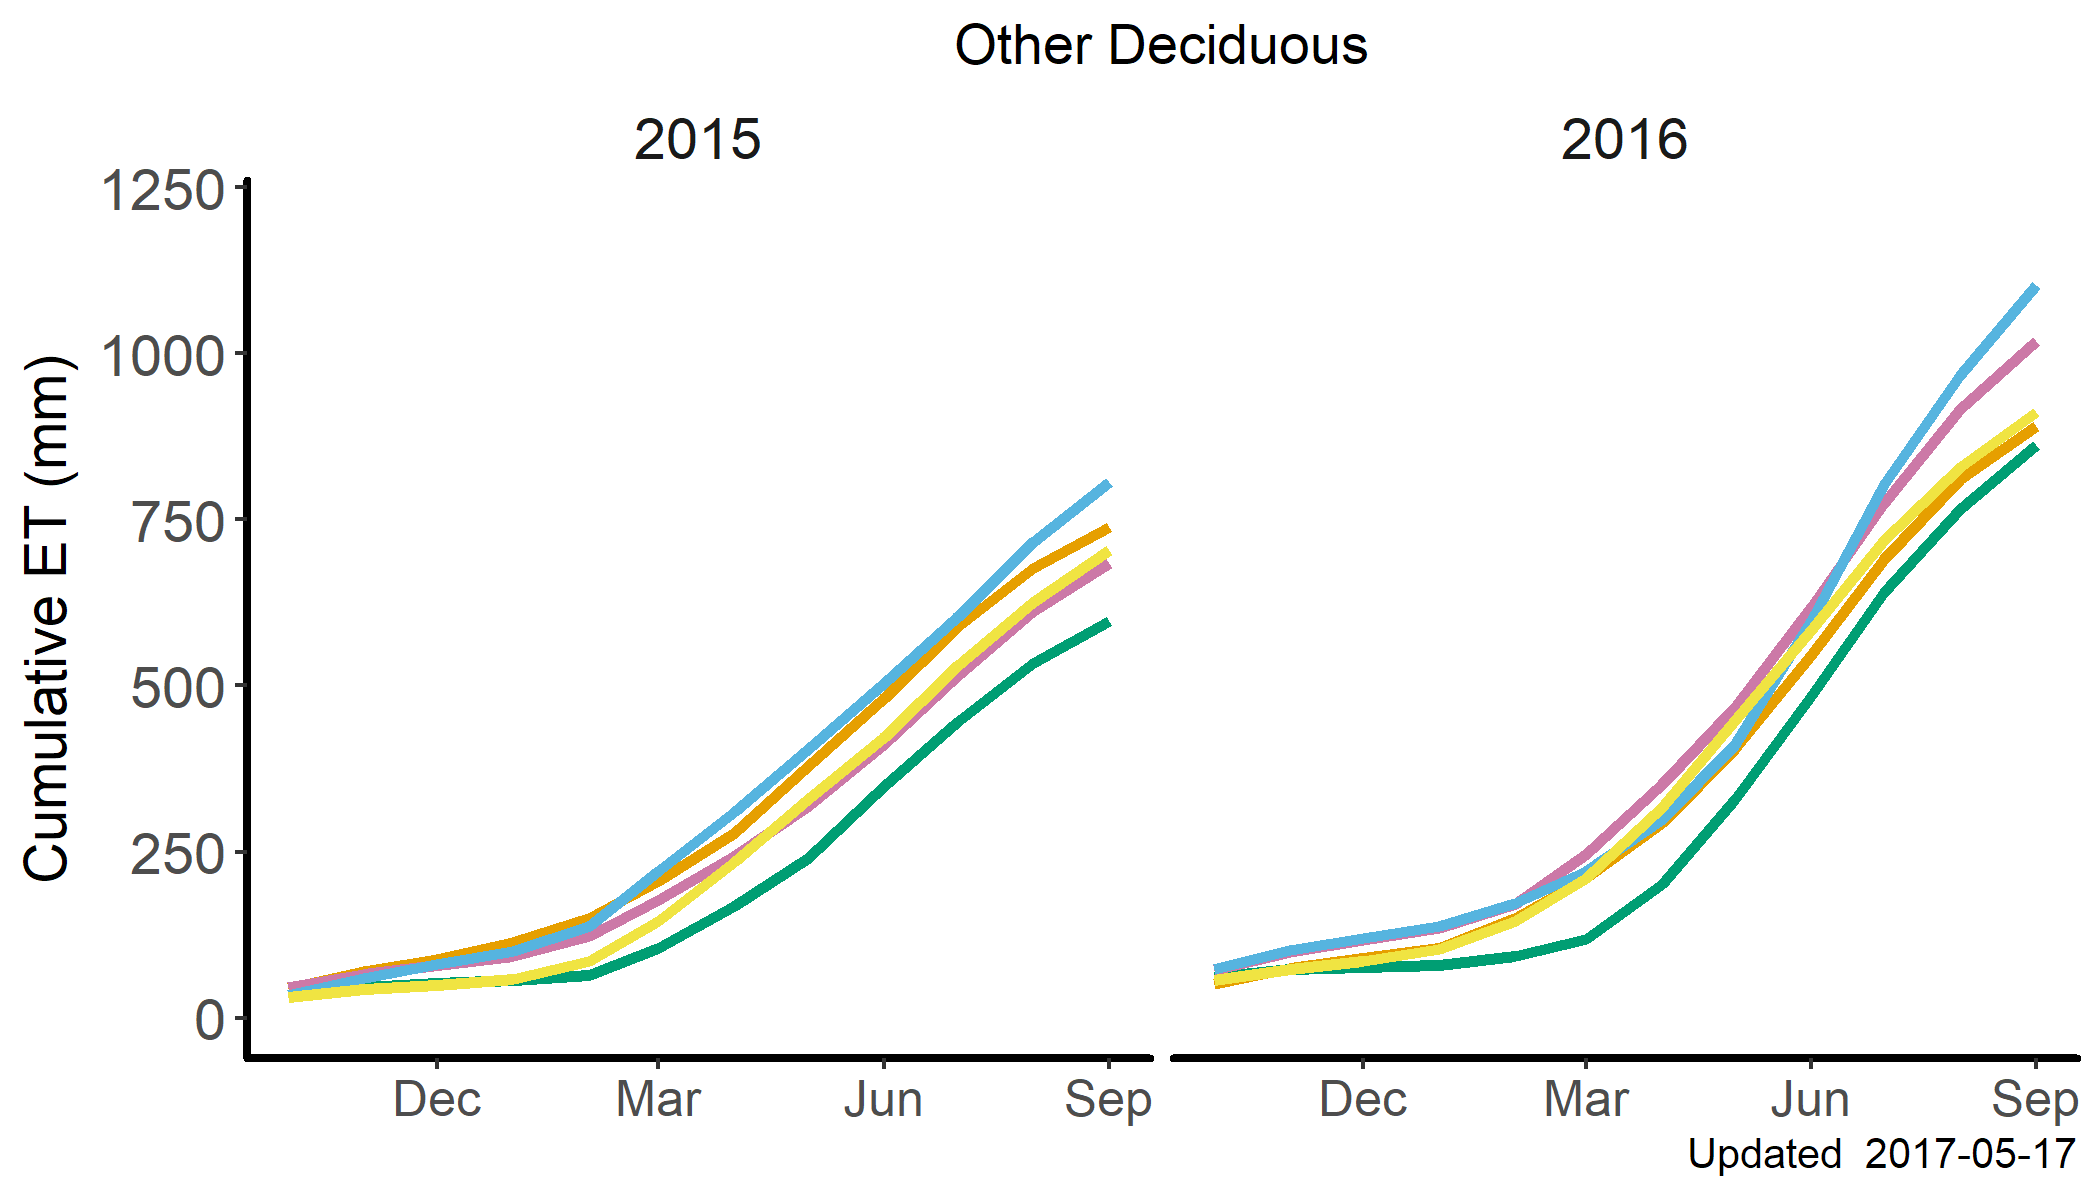 Other Deciduous
2015
2016
Cumulative ET (mm)
1250
1000
750
500
250
0
Dec Mar Jun Sep
Dec Mar Jun Sep
Updated 2017-05-17